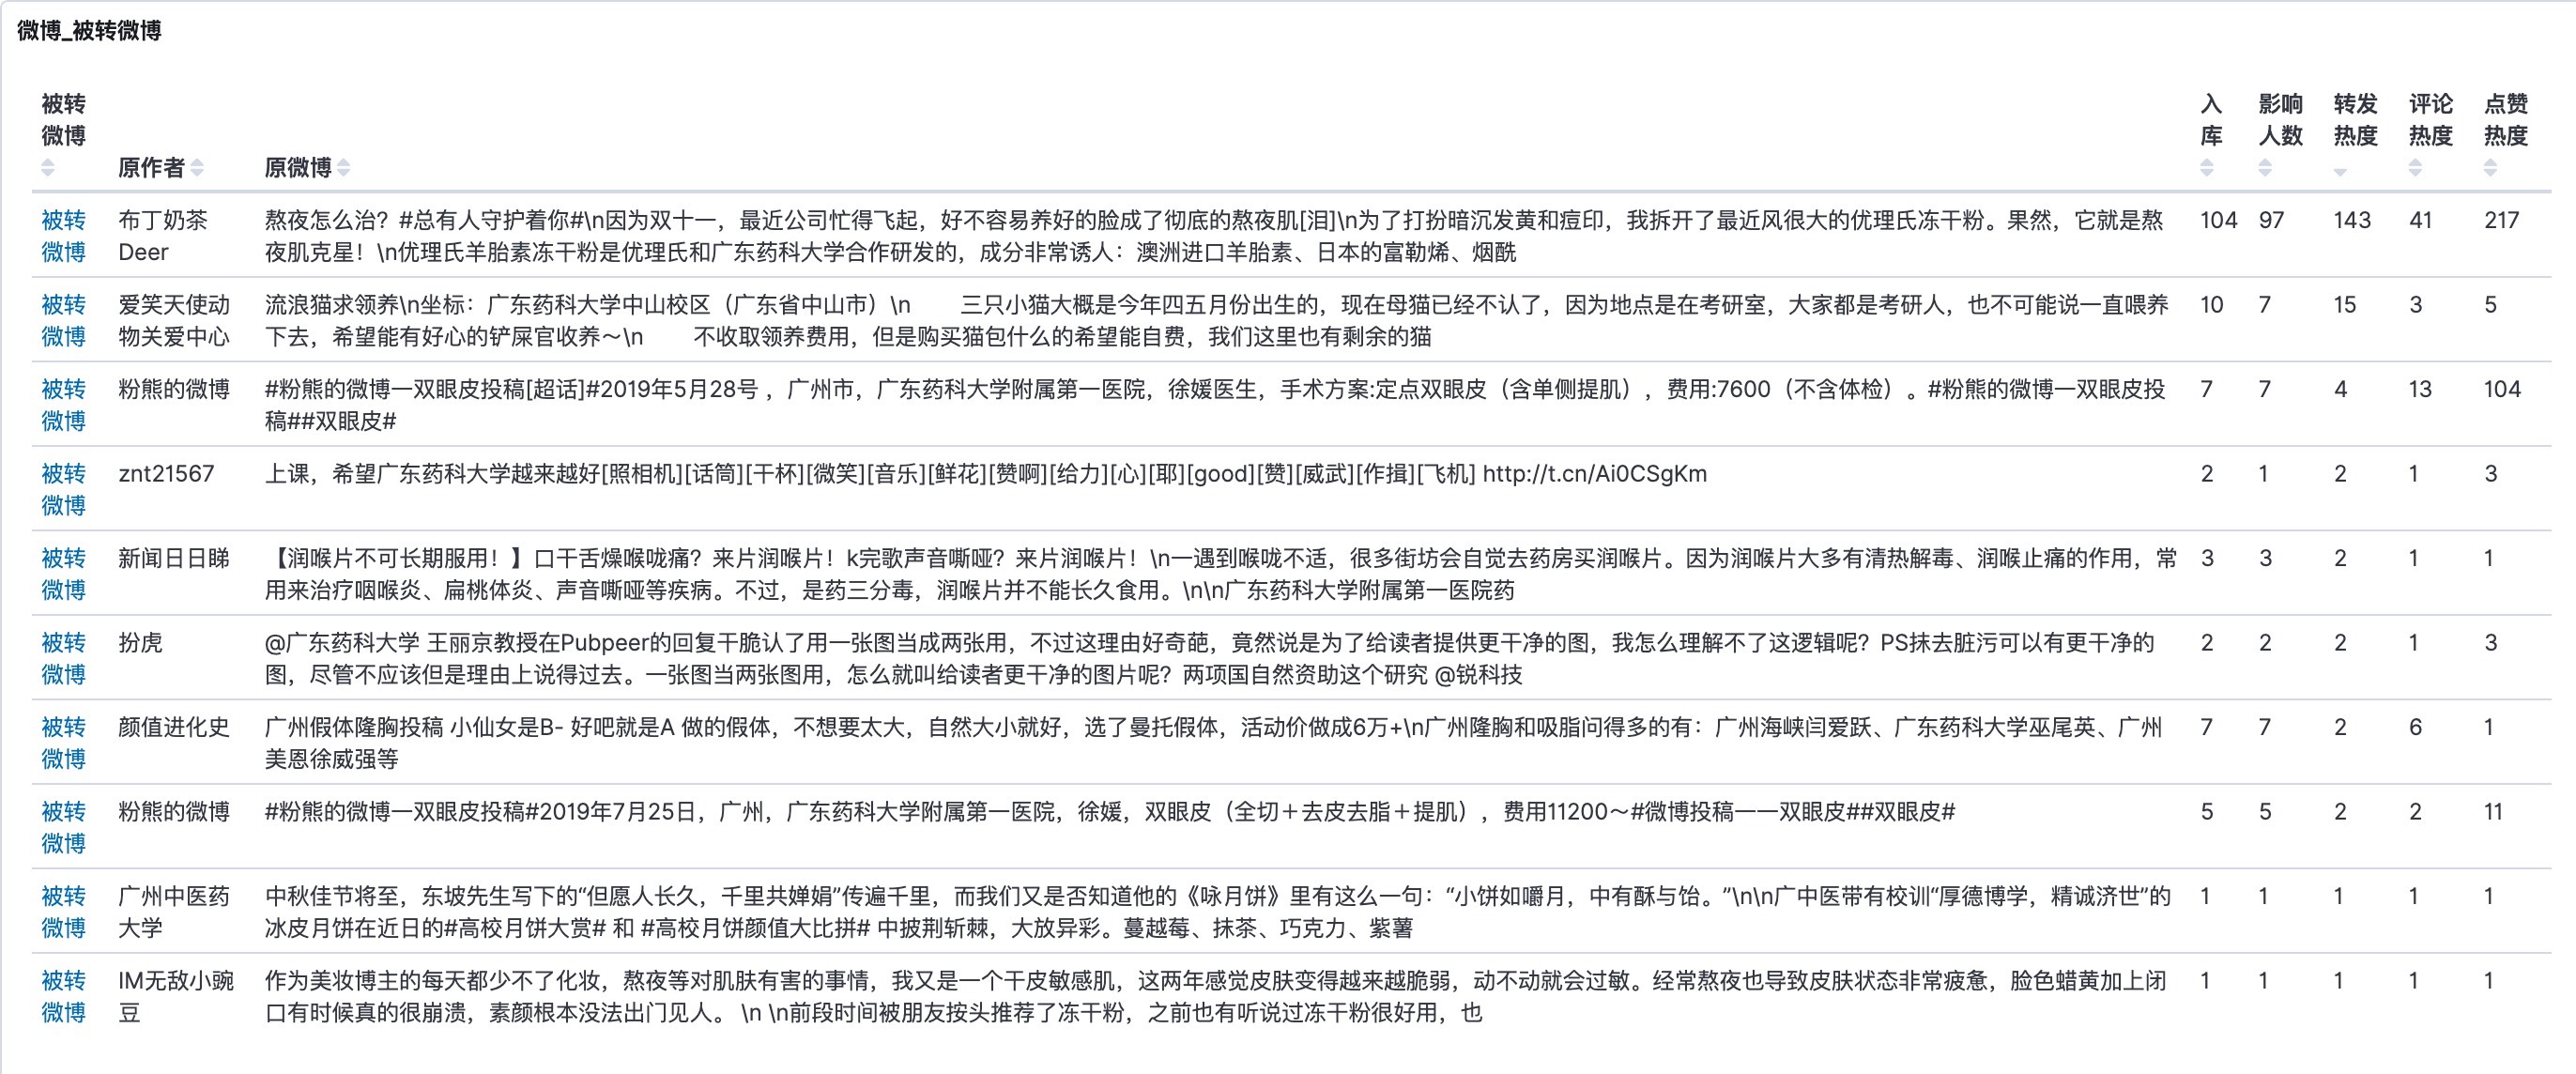 微博_被转微博
被转
微博
原作者
原微博
入
库
影响
人数
转发
热度
评论
热度
点赞
热度
被转
微博
布丁奶茶
Deer
熬夜怎么治？#总有人守护着你#\n因为双十一，最近公司忙得飞起，好不容易养好的脸成了彻底的熬夜肌[泪]\n为了打扮暗沉发黄和痘印，我拆开了最近风很大的优理氏冻干粉。果然，它就是熬
夜肌克星！\n优理氏羊胎素冻干粉是优理氏和广东药科大学合作研发的，成分非常诱人：澳洲进口羊胎素、日本的富勒烯、烟酰
104 97 143 41 217
被转
微博
爱笑天使动
物关爱中心
流浪猫求领养\n坐标：广东药科大学中山校区（广东省中山市）\n　　三只小猫大概是今年四五月份出生的，现在母猫已经不认了，因为地点是在考研室，大家都是考研人，也不可能说一直喂养
下去，希望能有好心的铲屎官收养～\n　　不收取领养费用，但是购买猫包什么的希望能自费，我们这里也有剩余的猫
10 7 15 3 5
被转
微博
粉熊的微博
#粉熊的微博一双眼皮投稿[超话]#2019年5月28号 ，广州市，广东药科大学附属第一医院，徐媛医生，手术方案:定点双眼皮（含单侧提肌），费用:7600（不含体检）。#粉熊的微博一双眼皮投
稿##双眼皮#
7 7 4 13 104
被转
微博
znt21567
上课，希望广东药科大学越来越好[照相机][话筒][干杯][微笑][音乐][鲜花][赞啊][给力][心][耶][good][赞][威武][作揖][飞机] http://t.cn/Ai0CSgKm
2 1 2 1 3
被转
微博
新闻日日睇
【润喉片不可长期服用！】口干舌燥喉咙痛？来片润喉片！k完歌声音嘶哑？来片润喉片！\n一遇到喉咙不适，很多街坊会自觉去药房买润喉片。因为润喉片大多有清热解毒、润喉止痛的作用，常
用来治疗咽喉炎、扁桃体炎、声音嘶哑等疾病。不过，是药三分毒，润喉片并不能长久食用。\n\n广东药科大学附属第一医院药
3 3 2 1 1
被转
微博
扮虎
@广东药科大学 王丽京教授在Pubpeer的回复干脆认了用一张图当成两张用，不过这理由好奇葩，竟然说是为了给读者提供更干净的图，我怎么理解不了这逻辑呢？PS抹去脏污可以有更干净的
图，尽管不应该但是理由上说得过去。一张图当两张图用，怎么就叫给读者更干净的图片呢？两项国自然资助这个研究 @锐科技
2 2 2 1 3
被转
微博
颜值进化史
广州假体隆胸投稿 小仙女是B- 好吧就是A 做的假体，不想要太大，自然大小就好，选了曼托假体，活动价做成6万+\n广州隆胸和吸脂问得多的有：广州海峡闫爱跃、广东药科大学巫尾英、广州
美恩徐威强等
7 7 2 6 1
被转
微博
粉熊的微博
#粉熊的微博一双眼皮投稿#2019年7月25日，广州，广东药科大学附属第一医院，徐媛，双眼皮（全切＋去皮去脂＋提肌），费用11200～#微博投稿一一双眼皮##双眼皮#
5 5 2 2 11
被转
微博
广州中医药
大学
中秋佳节将至，东坡先生写下的“但愿人长久，千里共婵娟”传遍千里，而我们又是否知道他的《咏月饼》里有这么一句：“小饼如嚼月，中有酥与饴。”\n\n广中医带有校训“厚德博学，精诚济世”的
冰皮月饼在近日的#高校月饼大赏# 和 #高校月饼颜值大比拼# 中披荆斩棘，大放异彩。蔓越莓、抹茶、巧克力、紫薯
1 1 1 1 1
被转
微博
IM无敌小豌
豆
作为美妆博主的每天都少不了化妆，熬夜等对肌肤有害的事情，我又是一个干皮敏感肌，这两年感觉皮肤变得越来越脆弱，动不动就会过敏。经常熬夜也导致皮肤状态非常疲惫，脸色蜡黄加上闭
口有时候真的很崩溃，素颜根本没法出门见人。 \n \n前段时间被朋友按头推荐了冻干粉，之前也有听说过冻干粉很好用，也
1 1 1 1 1